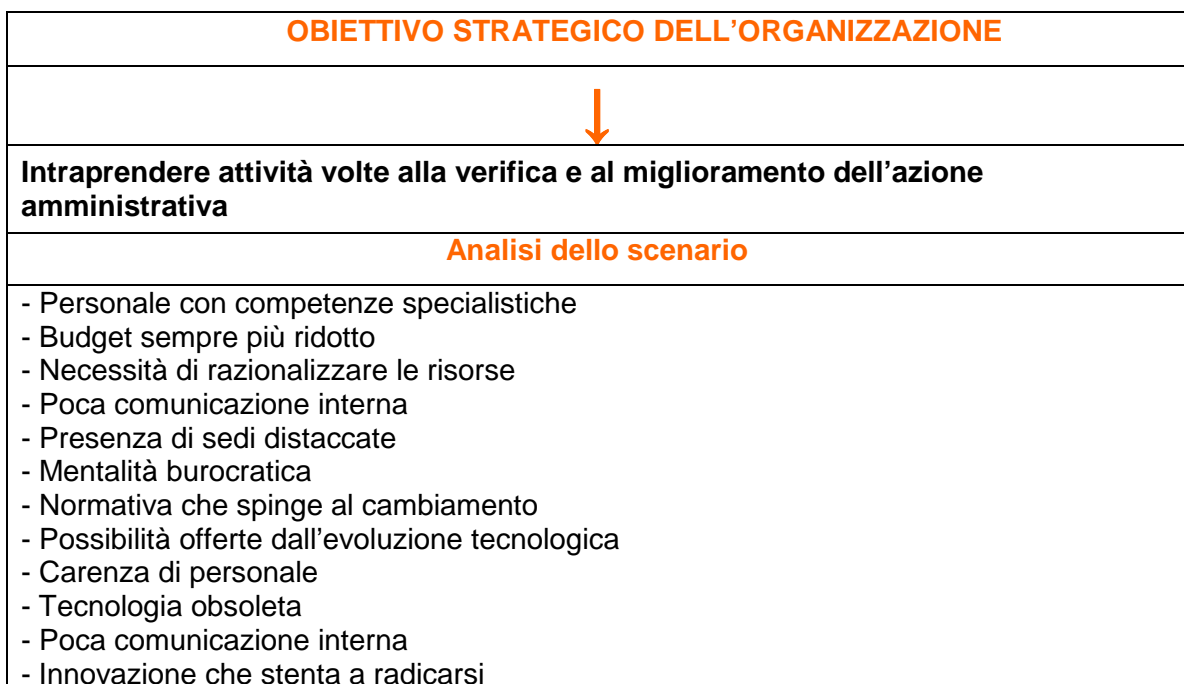 OBIETTIVO STRATEGICO DELL’ORGANIZZAZIONE
Intraprendere attività volte alla verifica e al miglioramento dell’azione
amministrativa
Analisi dello scenario
- Personale con competenze specialistiche
- Budget sempre più ridotto
- Necessità di razionalizzare le risorse
- Poca comunicazione interna
- Presenza di sedi distaccate
- Mentalità burocratica
- Normativa che spinge al cambiamento
- Possibilità offerte dall’evoluzione tecnologica
- Carenza di personale
- Tecnologia obsoleta
- Poca comunicazione interna
- Innovazione che stenta a radicarsi